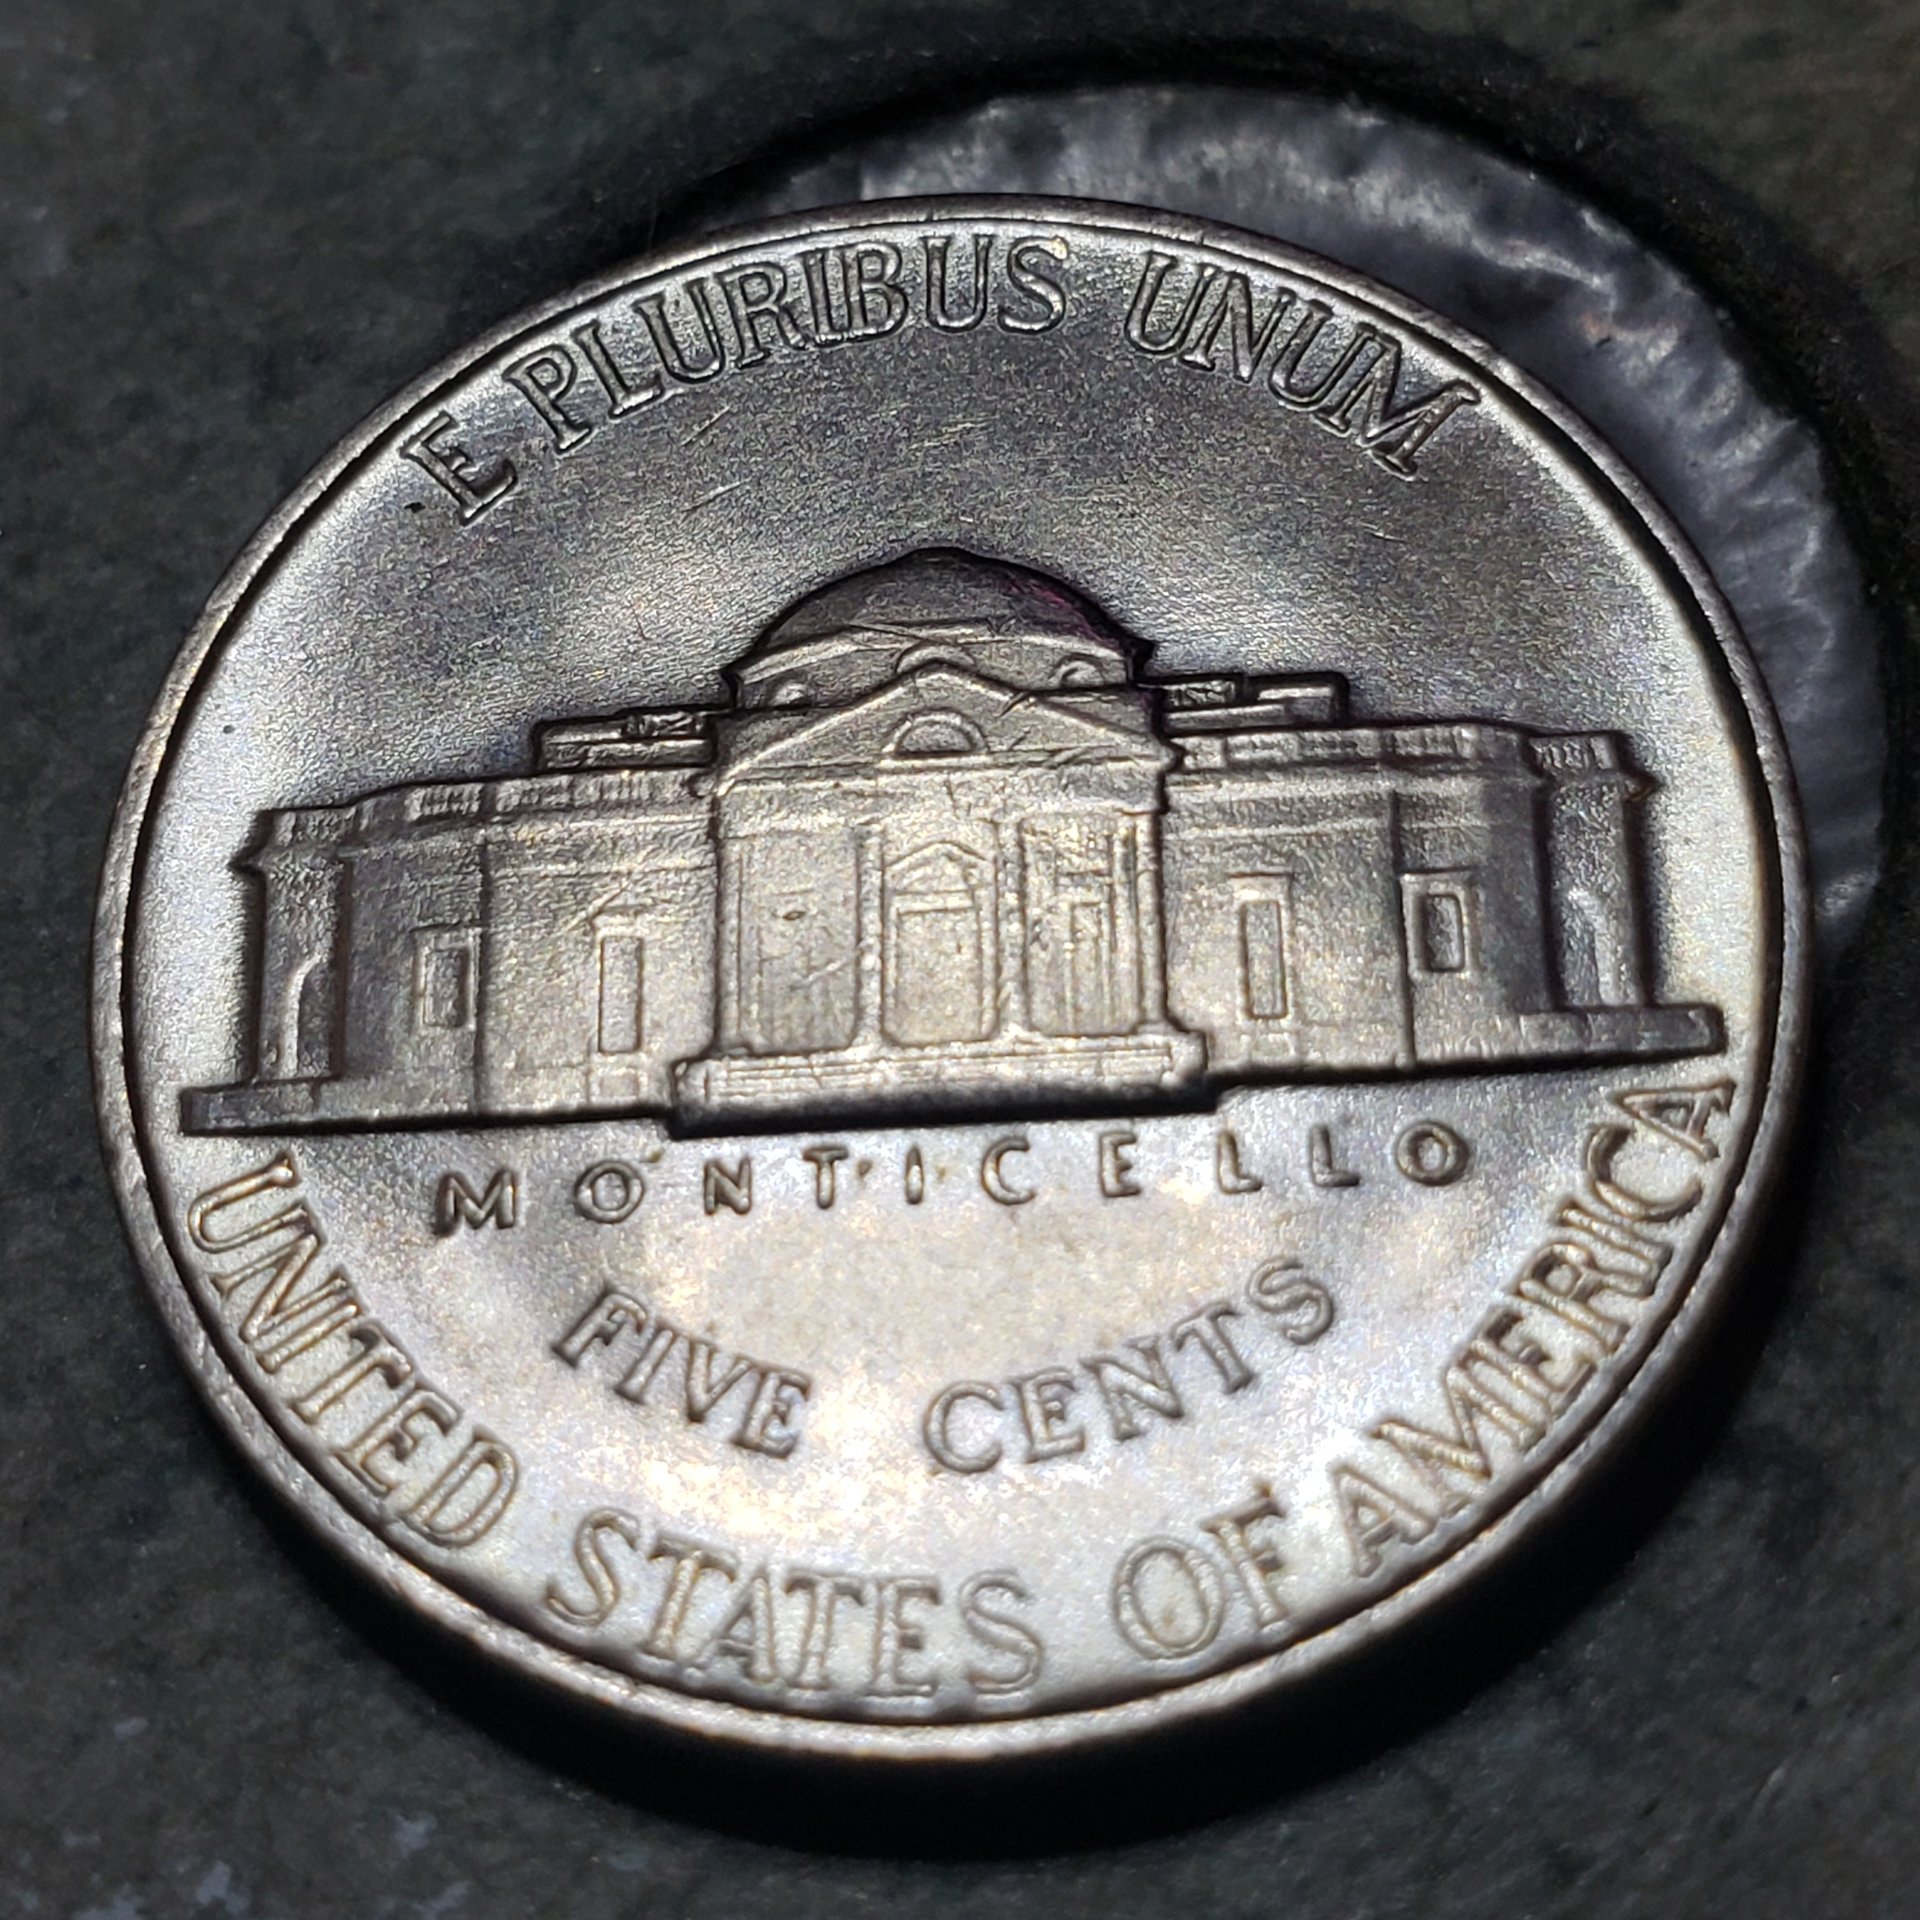 E PLURIBUS UNUM
MONTICELLO
FIVE CENTS
UNITED STATES OF AMERICA